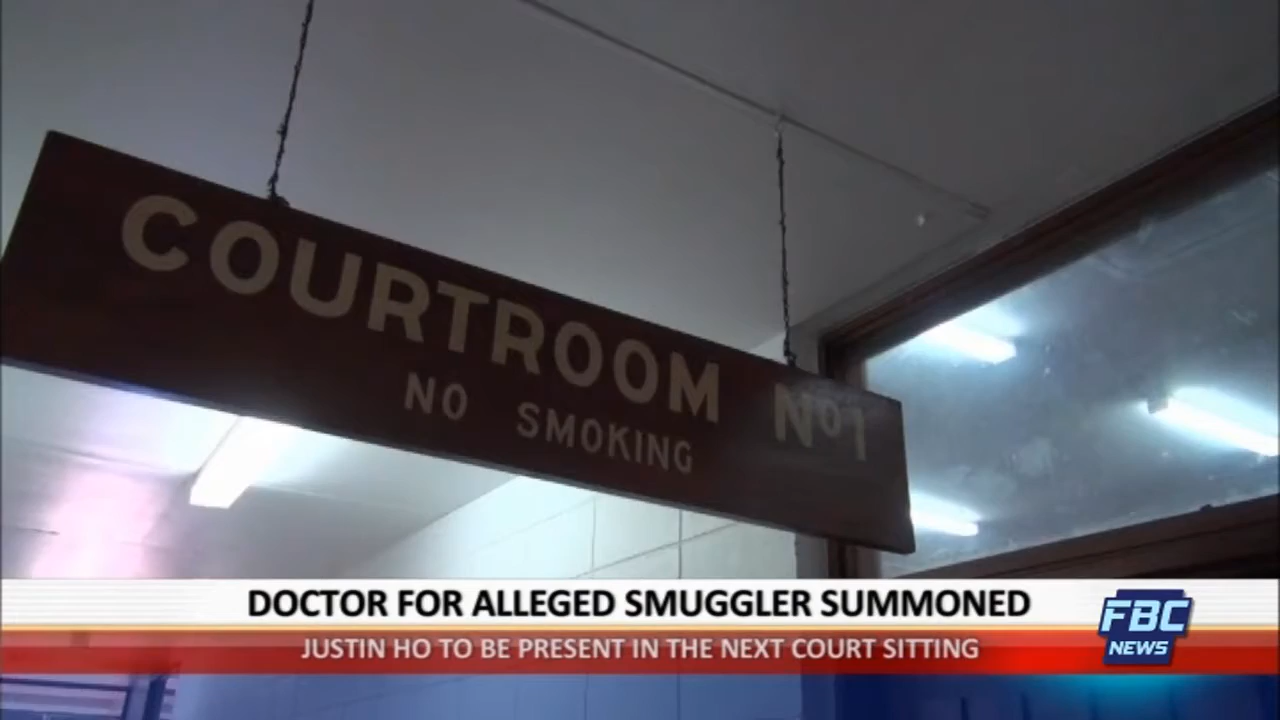 COURTROOM Nº1
NO SMOKING
DOCTOR FOR ALLEGED SMUGGLER SUMMONED
JUSTIN HO TO BE PRESENT IN THE NEXT COURT SITTING
FBC
NEWS